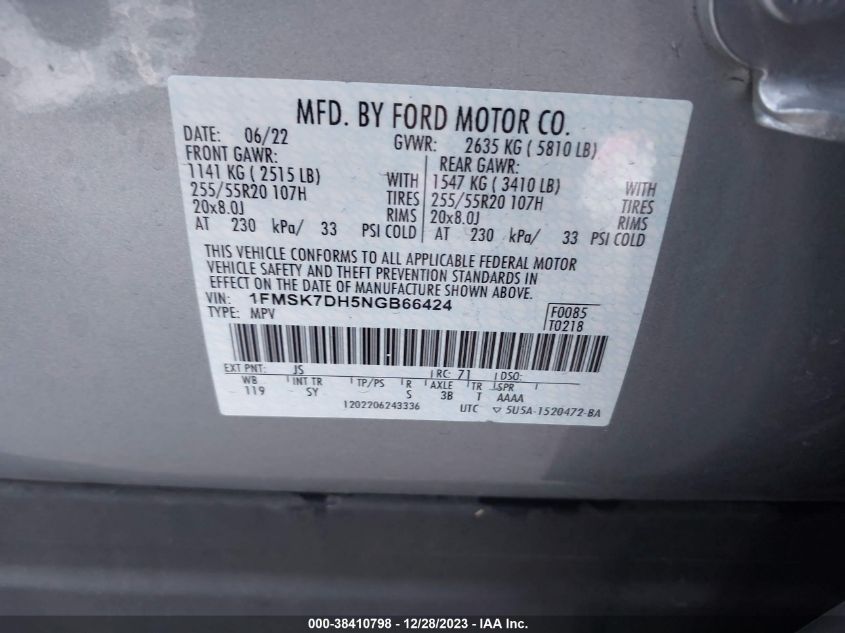 MFD. BY FORD MOTOR CO.
DATE: 06/22 GVWR: 2635 KG ( 5810 LB)
FRONT GAWR: REAR GAWR:
1141 KG ( 2515 LB) WITH 1547 KG ( 3410 LB) WITH
255/55R20 107H TIRES 255/55R20 107H TIRES
20x8.0J RIMS 20x8.0J RIMS
AT 230 kPa/ 33 PSI COLD AT 230 kPa/ 33 PSI COLD
THIS VEHICLE CONFORMS TO ALL APPLICABLE FEDERAL MOTOR
VEHICLE SAFETY AND THEFT PREVENTION STANDARDS IN
EFFECT ON THE DATE OF MANUFACTURE SHOWN ABOVE.
VIN: 1FMSK7DH5NGB66424 F0085
TYPE: MPV T0218
EXT PNT: JS RC: 71 DSO:
WB INT TR TP/PS R AXLE TR SPR
119 SY S 3B T AAAA
1202206243336 UTC ▽ 5U5A-1520472-BA
000-38410798 - 12/28/2023 - IAA Inc.